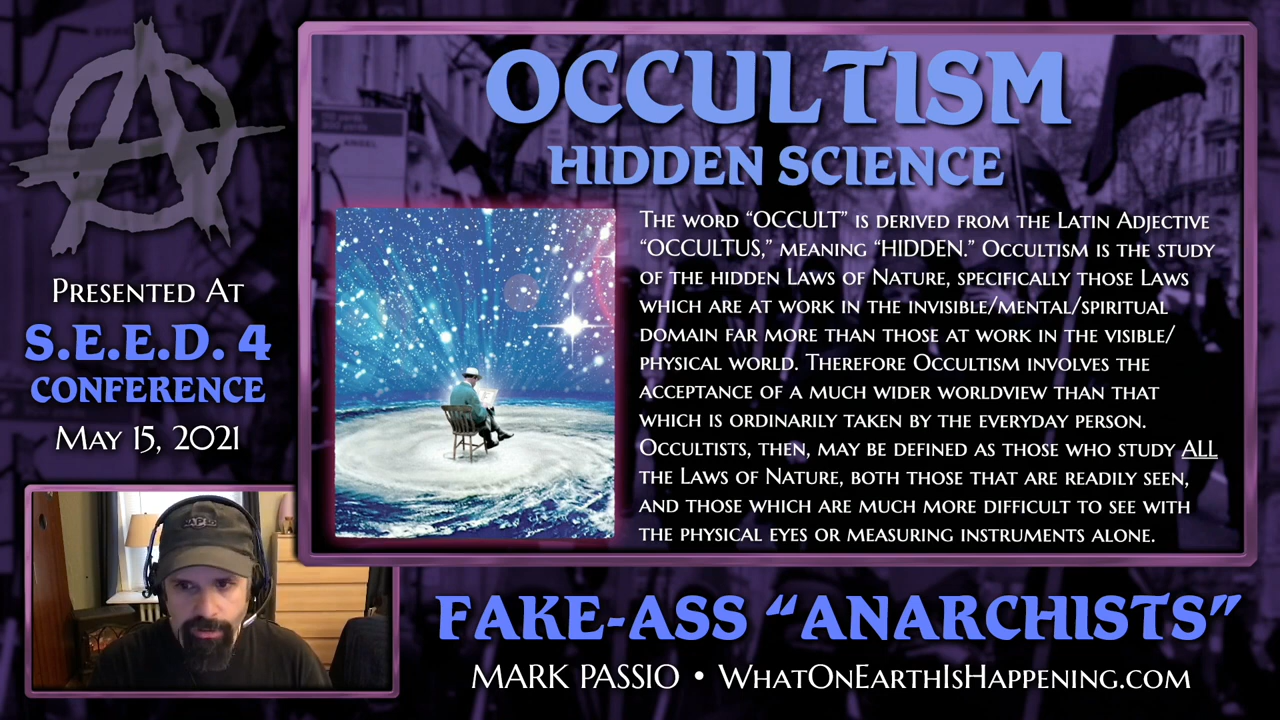 OCCULTISM
HIDDEN SCIENCE
THE WORD “OCCULT” IS DERIVED FROM THE LATIN ADJECTIVE
“OCCULTUS,” MEANING “HIDDEN.” OCCULTISM IS THE STUDY
OF THE HIDDEN LAWS OF NATURE, SPECIFICALLY THOSE LAWS
WHICH ARE AT WORK IN THE INVISIBLE/MENTAL/SPIRITUAL
DOMAIN FAR MORE THAN THOSE AT WORK IN THE VISIBLE/
PHYSICAL WORLD. THEREFORE OCCULTISM INVOLVES THE
ACCEPTANCE OF A MUCH WIDER WORLDVIEW THAN THAT
WHICH IS ORDINARILY TAKEN BY THE EVERYDAY PERSON.
OCCULTISTS, THEN, MAY BE DEFINED AS THOSE WHO STUDY ALL
THE LAWS OF NATURE, BOTH THOSE THAT ARE READILY SEEN,
AND THOSE WHICH ARE MUCH MORE DIFFICULT TO SEE WITH
THE PHYSICAL EYES OR MEASURING INSTRUMENTS ALONE.
PRESENTED AT
S.E.E.D. 4
CONFERENCE
MAY 15, 2021
FAKE-ASS “ANARCHISTS”
MARK PASSIO • WHATONEARTHISHAPPENING.COM